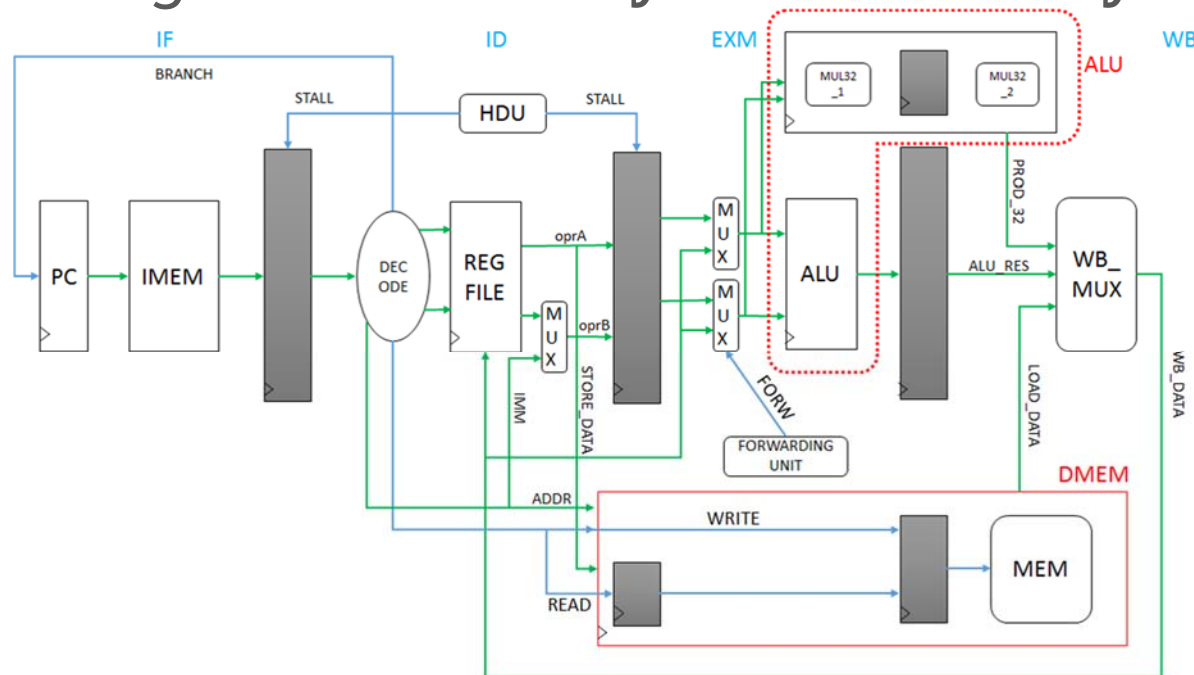 IF
ID
EXM
WB
BRANCH
STALL
HDU
STALL
MUL32
_1
MUL32
_2
ALU
PC
IMEM
DEC
ODE
REG
FILE
oprA
M
U
X
oprB
IMM
STORE_DATA
M
U
X
M
U
X
FORW
FORWARDING
UNIT
ALU
PROD_32
ALU_RES
WB_
MUX
LOAD_DATA
WB_DATA
DMEM
ADDR
WRITE
READ
MEM